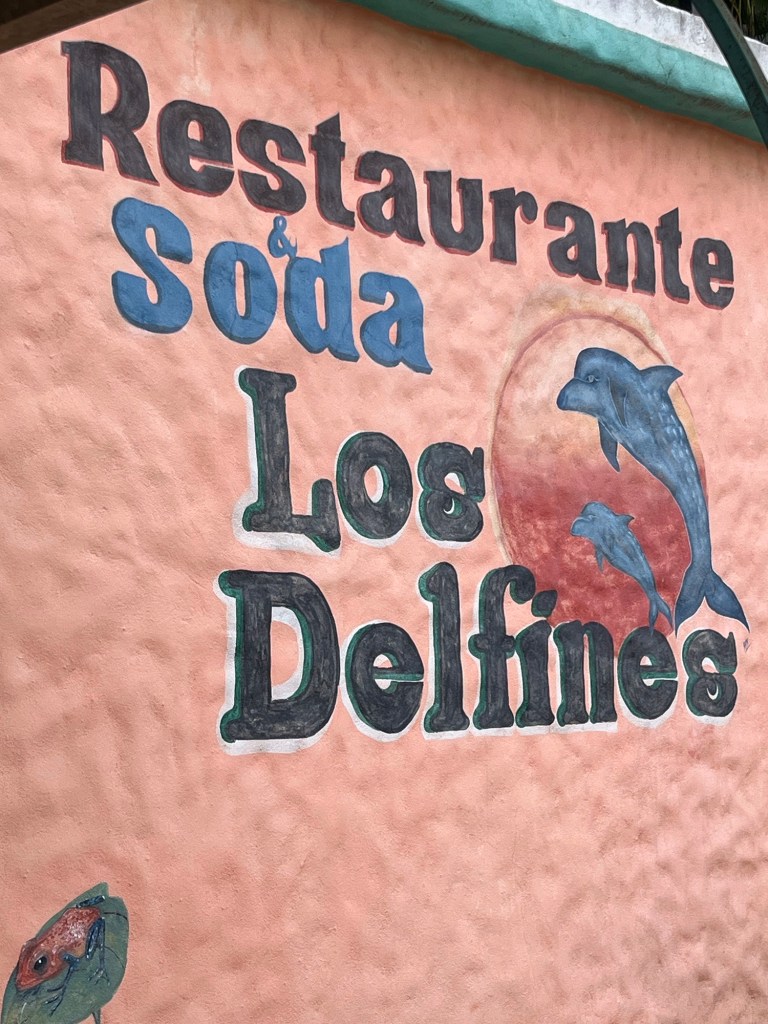 Restaurante
&
Soda
Los
Delfines